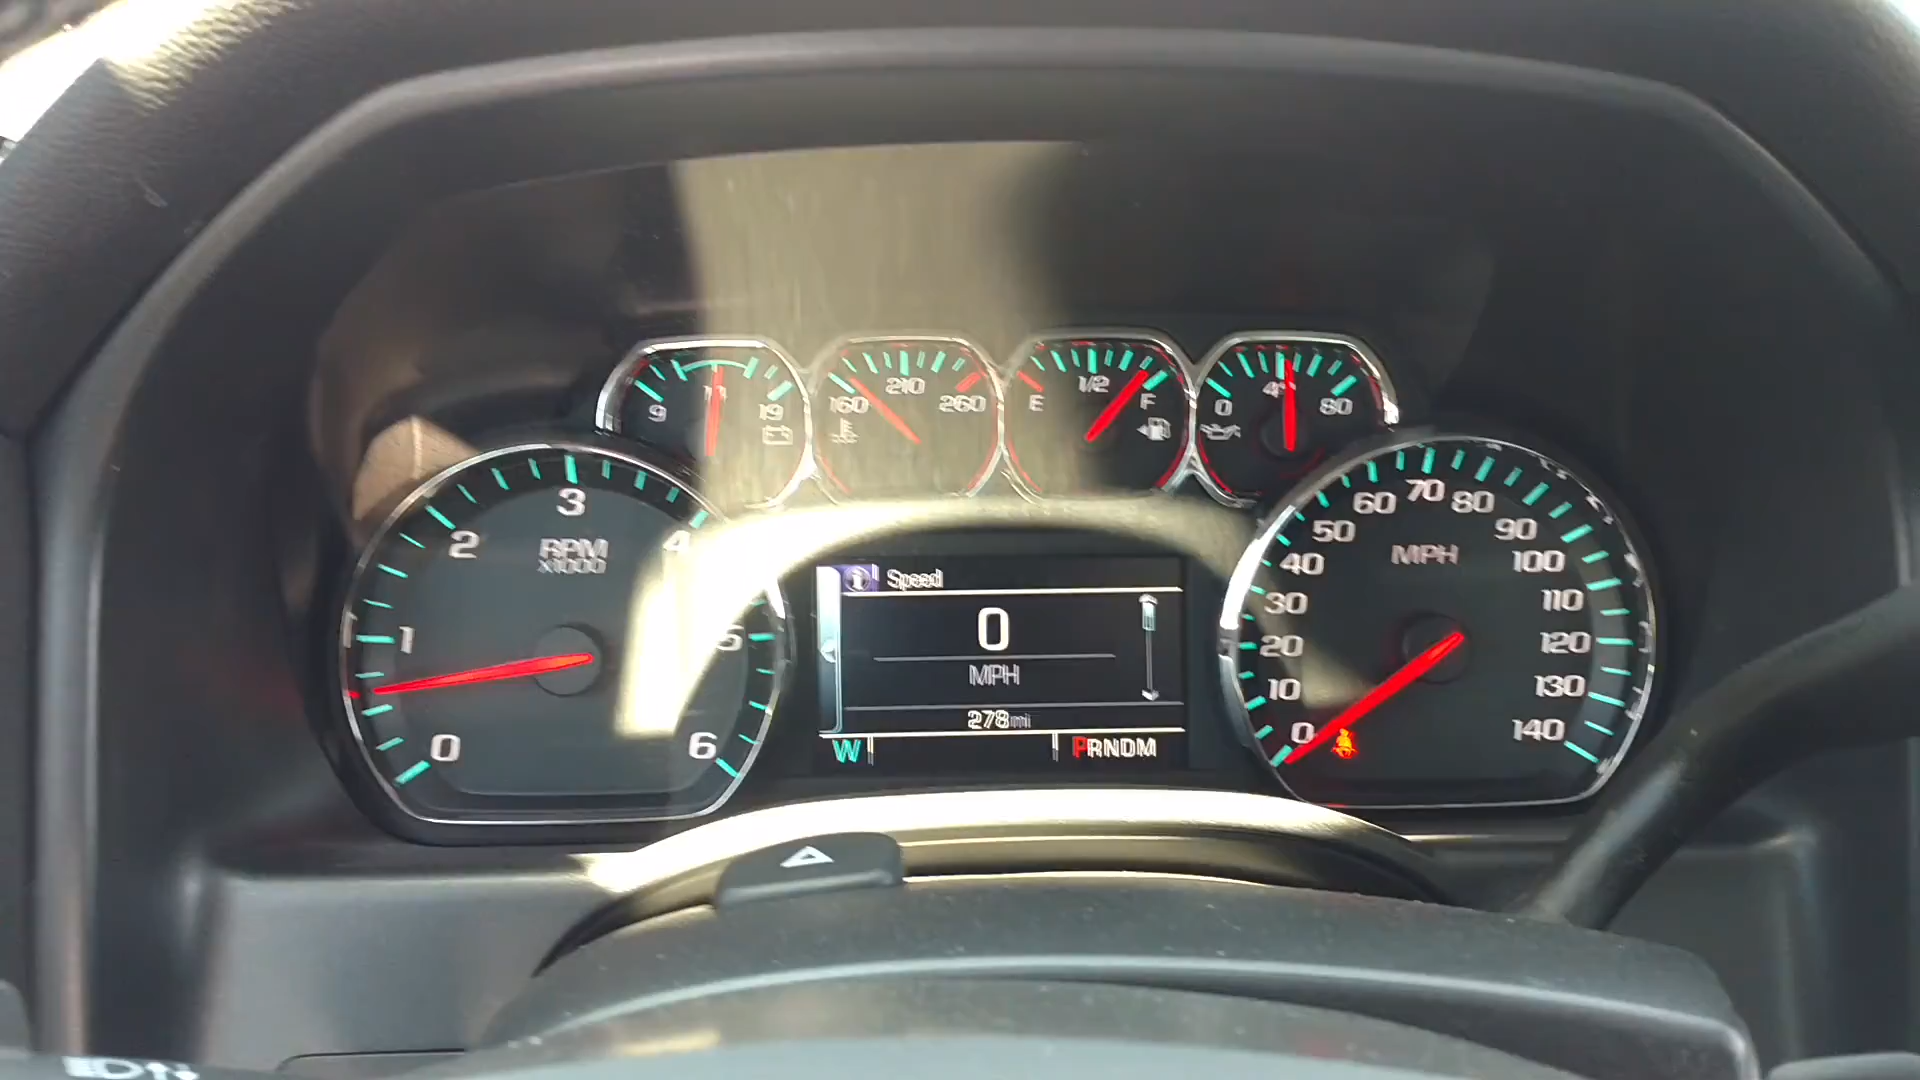 9 19
160 210 260
E 1/2 F
0 4 80
0 1 2 3 4 5 6
RPM
x1000
Speed
0
MPH
278mi
W PRNDM
0 10 20 30 40 50 60 70 80 90 100 110 120 130 140
MPH